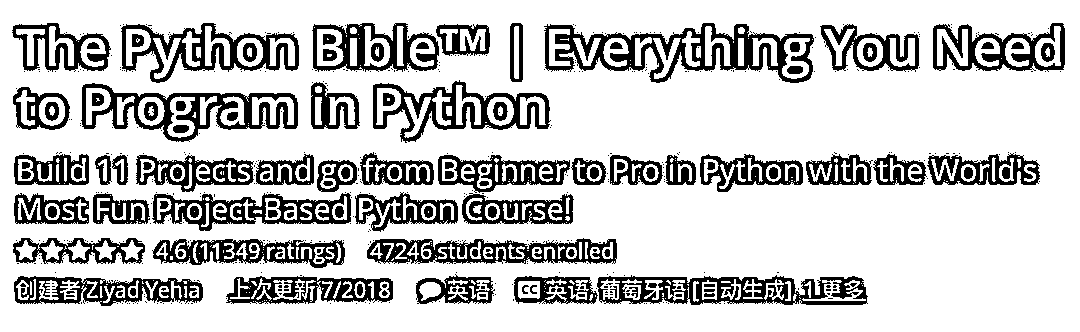 The Python Bible™ | Everything You Need
to Program in Python
Build 11 Projects and go from Beginner to Pro in Python with the World's
Most Fun Project-Based Python Course!
4.6 (11349 ratings) 47246 students enrolled
创建者 Ziyad Yehia 上次更新 7/2018 英语 CC 英语, 葡萄牙语 [自动生成], 1 更多